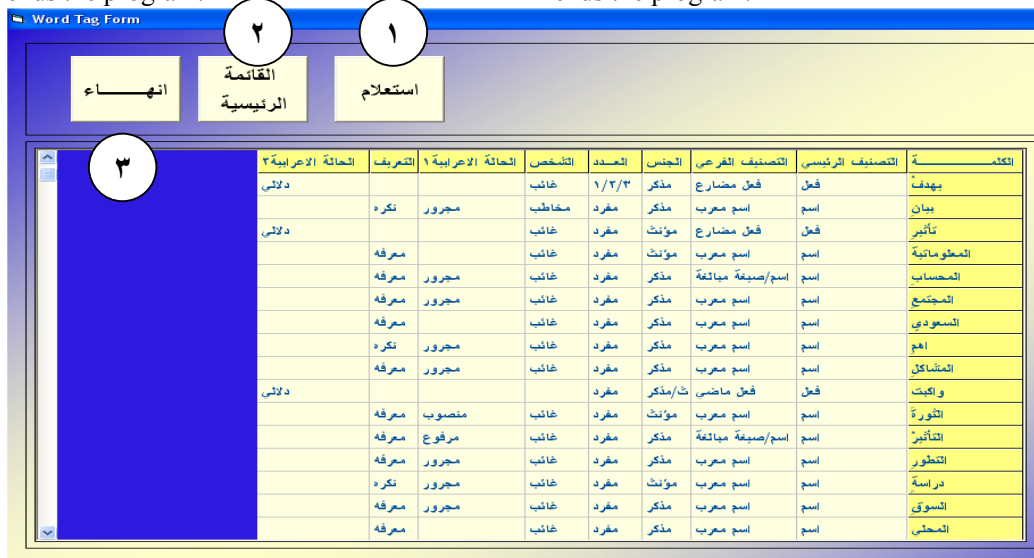 Word Tag Form
١ ٢
استعلام القائمة الرئيسية انهـــــاء
٣
الكلمـــــــــة التصنيف الرئيسي التصنيف الفرعي الجنس العـدد الشخص الحالة الاعرابية١ التعريف الحالة الاعرابية٢
يهدفُ فعل فعل مضارع مذكر ١/٢/٣ غائب دلالي
بيانِ اسم اسم معرب مذكر مفرد مخاطب مجرور نكره
تأثير فعل فعل مضارع مؤنث مفرد غائب دلالي
المعلوماتية اسم اسم معرب مؤنث مفرد غائب معرفه
المحسابِ اسم اسم/صيغة مبالغة مذكر مفرد غائب مجرور معرفه
المجتمعِ اسم اسم معرب مذكر مفرد غائب مجرور معرفه
السعودي اسم اسم معرب مذكر مفرد غائب معرفه
اهمِ اسم اسم معرب مذكر مفرد غائب مجرور نكره
المشاكلِ اسم اسم معرب مذكر مفرد غائب مجرور معرفه
واكبت فعل فعل ماضي ث/مذكر مفرد دلالي
الثورةَ اسم اسم معرب مؤنث مفرد غائب منصوب معرفه
التأثيرُ اسم اسم/صيغة مبالغة مذكر مفرد غائب مرفوع معرفه
التطورِ اسم اسم معرب مذكر مفرد غائب مجرور معرفه
دراسةِ اسم اسم معرب مؤنث مفرد غائب مجرور نكره
السوقِ اسم اسم معرب مذكر مفرد غائب مجرور معرفه
المحلي اسم اسم معرب مذكر مفرد غائب معرفه